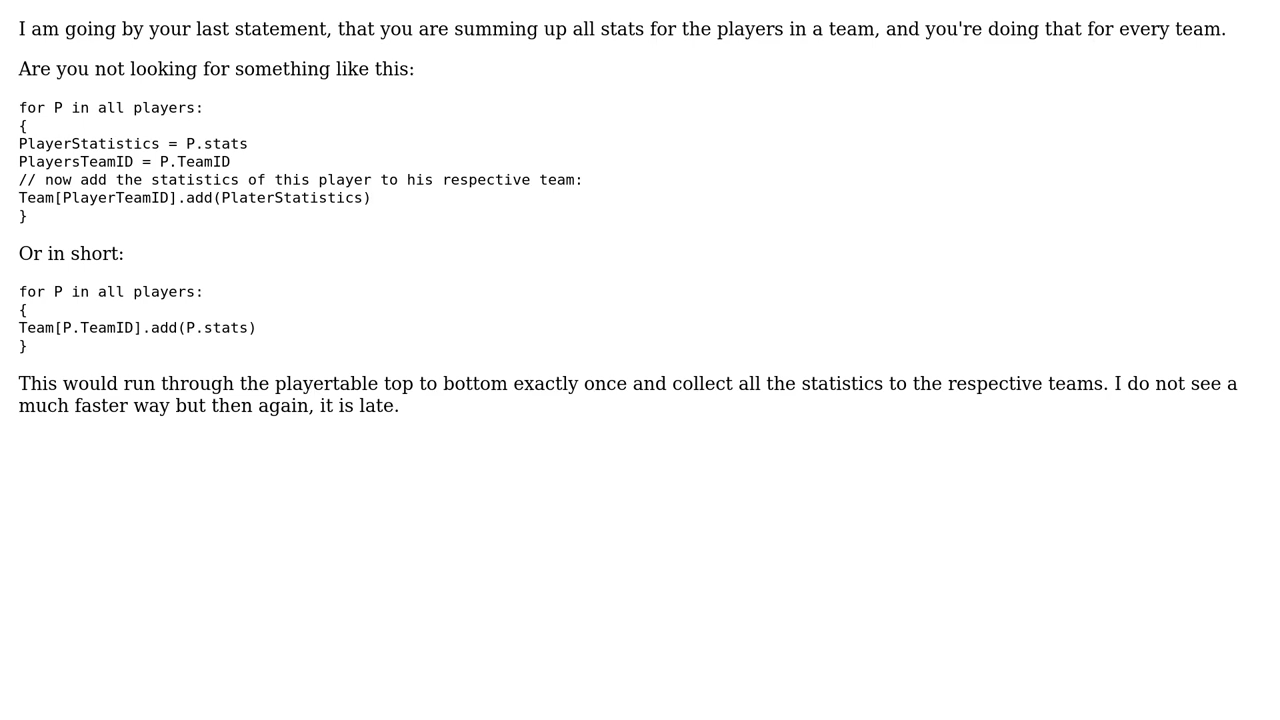 I am going by your last statement, that you are summing up all stats for the players in a team, and you're doing that for every team.
Are you not looking for something like this:
for P in all players:
{
PlayerStatistics = P.stats
PlayersTeamID = P.TeamID
// now add the statistics of this player to his respective team:
Team[PlayerTeamID].add(PlaterStatistics)
}
Or in short:
for P in all players:
{
Team[P.TeamID].add(P.stats)
}
This would run through the playertable top to bottom exactly once and collect all the statistics to the respective teams. I do not see a
much faster way but then again, it is late.